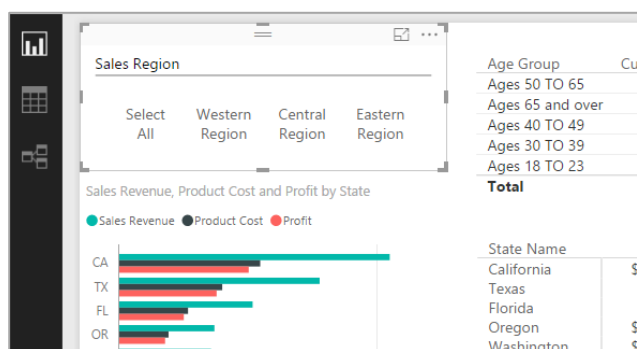 Sales Region
Select All
Western Region
Central Region
Eastern Region
Sales Revenue, Product Cost and Profit by State
Sales Revenue Product Cost Profit
CA
TX
FL
OR
Age Group
Ages 50 TO 65
Ages 65 and over
Ages 40 TO 49
Ages 30 TO 39
Ages 18 TO 23
Total
State Name
California $
Texas
Florida
Oregon $
Washington $